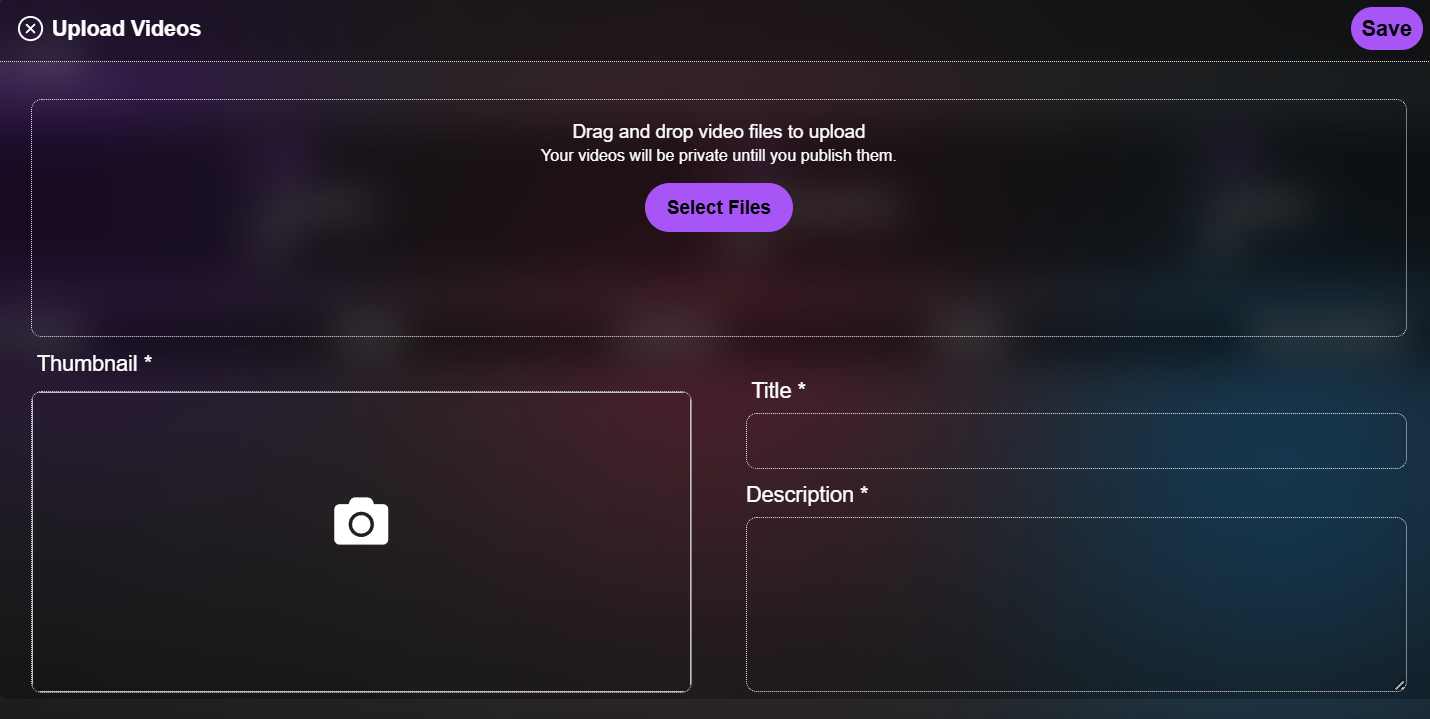 Upload Videos
Save
Drag and drop video files to upload
Your videos will be private untill you publish them.
Select Files
Thumbnail *
Title *
Description *